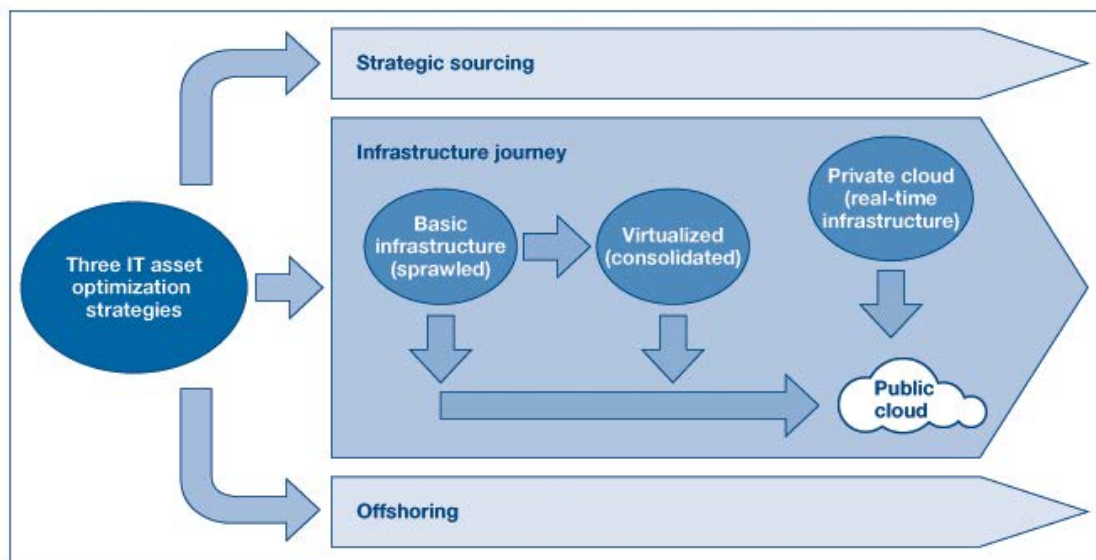 Three IT asset
optimization
strategies
Strategic sourcing
Infrastructure journey
Basic
infrastructure
(sprawled)
Virtualized
(consolidated)
Private cloud
(real-time
infrastructure)
Public
cloud
Offshoring